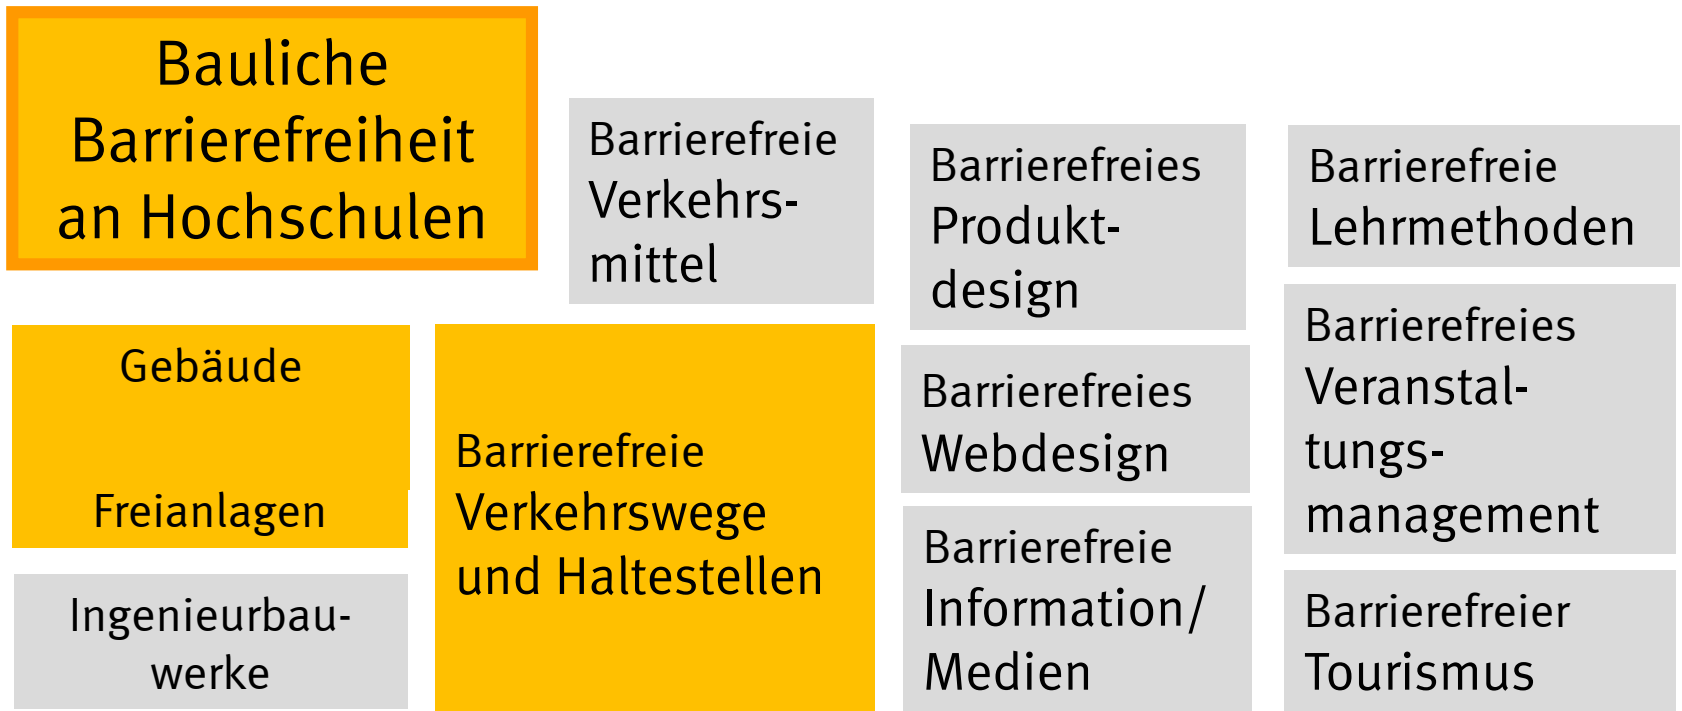 Bauliche
Barrierefreiheit
an Hochschulen
Gebäude
Freianlagen
Ingenieurbau-
werke
Barrierefreie
Verkehrs-
mittel
Barrierefreie
Verkehrswege
und Haltestellen
Barrierefreies
Produkt-
design
Barrierefreies
Webdesign
Barrierefreie
Information/
Medien
Barrierefreie
Lehrmethoden
Barrierefreies
Veranstal-
tungs-
management
Barrierefreier
Tourismus